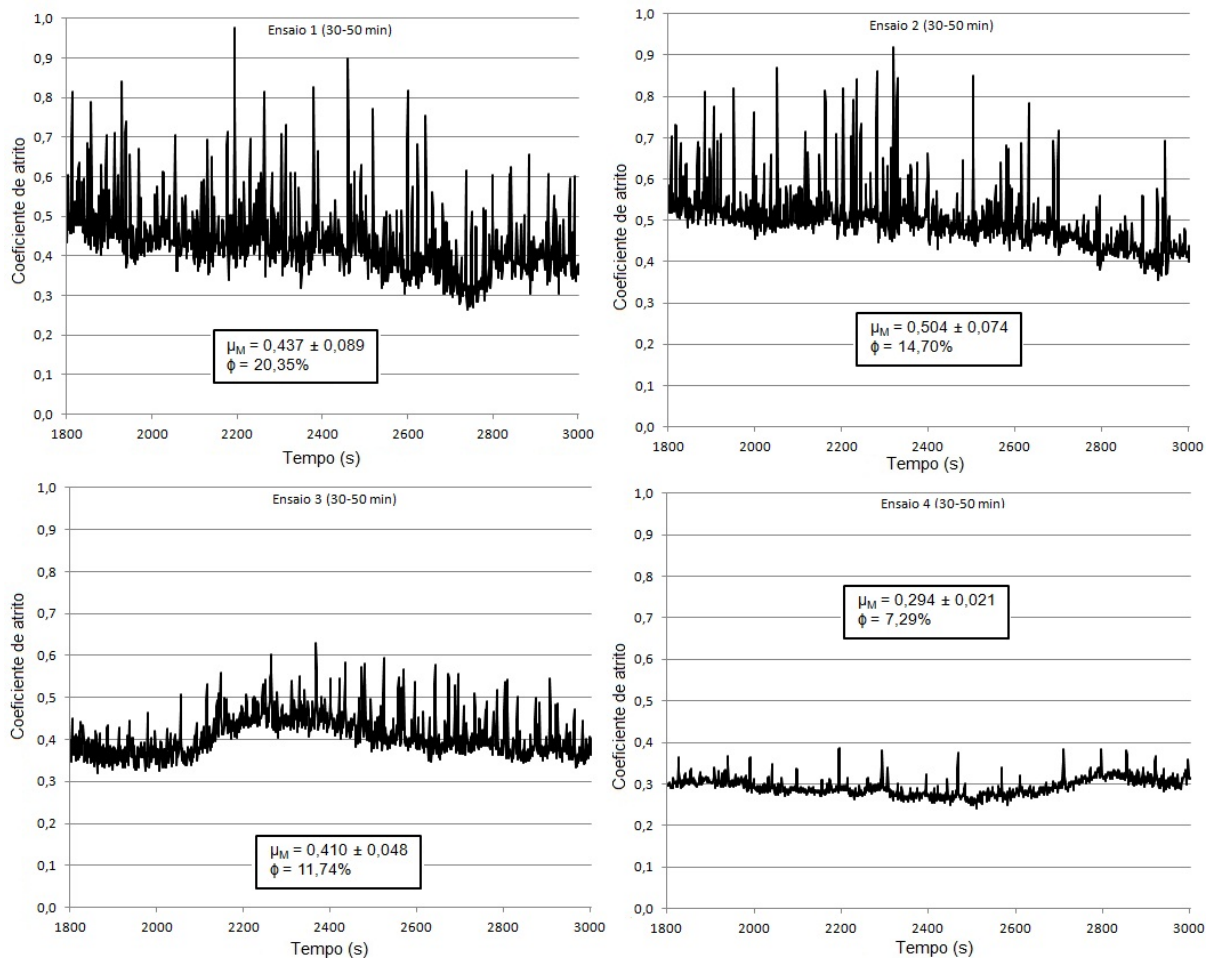 Ensaio 1 (30-50 min)
Coeficiente de atrito
1,0
0,9
0,8
0,7
0,6
0,5
0,4
0,3
0,2
0,1
0,0
μM = 0,437 ± 0,089
ϕ = 20,35%
1800 2000 2200 2400 2600 2800 3000
Tempo (s)
Ensaio 2 (30-50 min)
Coeficiente de atrito
1,0
0,9
0,8
0,7
0,6
0,5
0,4
0,3
0,2
0,1
0,0
μM = 0,504 ± 0,074
ϕ = 14,70%
1800 2000 2200 2400 2600 2800 3000
Tempo (s)
Ensaio 3 (30-50 min)
Coeficiente de atrito
1,0
0,9
0,8
0,7
0,6
0,5
0,4
0,3
0,2
0,1
0,0
μM = 0,410 ± 0,048
ϕ = 11,74%
1800 2000 2200 2400 2600 2800 3000
Tempo (s)
Ensaio 4 (30-50 min)
Coeficiente de atrito
1,0
0,9
0,8
0,7
0,6
0,5
0,4
0,3
0,2
0,1
0,0
μM = 0,294 ± 0,021
ϕ = 7,29%
1800 2000 2200 2400 2600 2800 3000
Tempo (s)